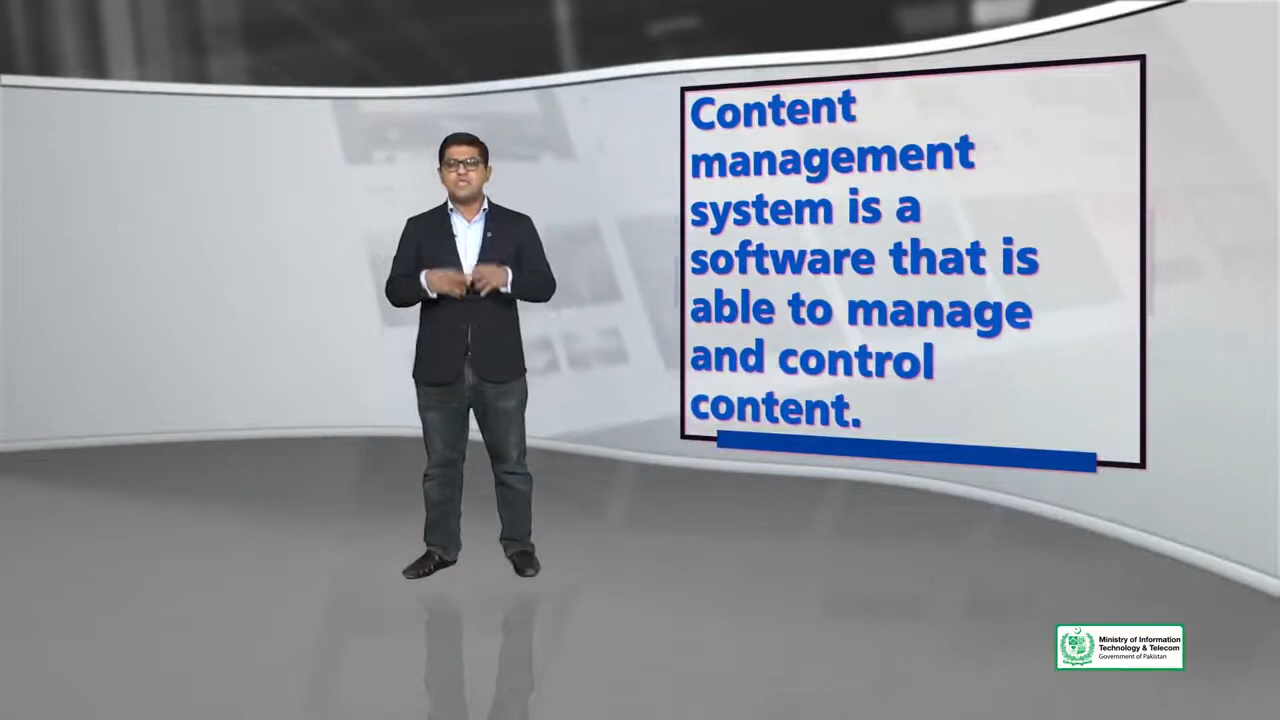 Content
management
system is a
software that is
able to manage
and control
content.
Ministry of Information
Technology & Telecom
Government of Pakistan